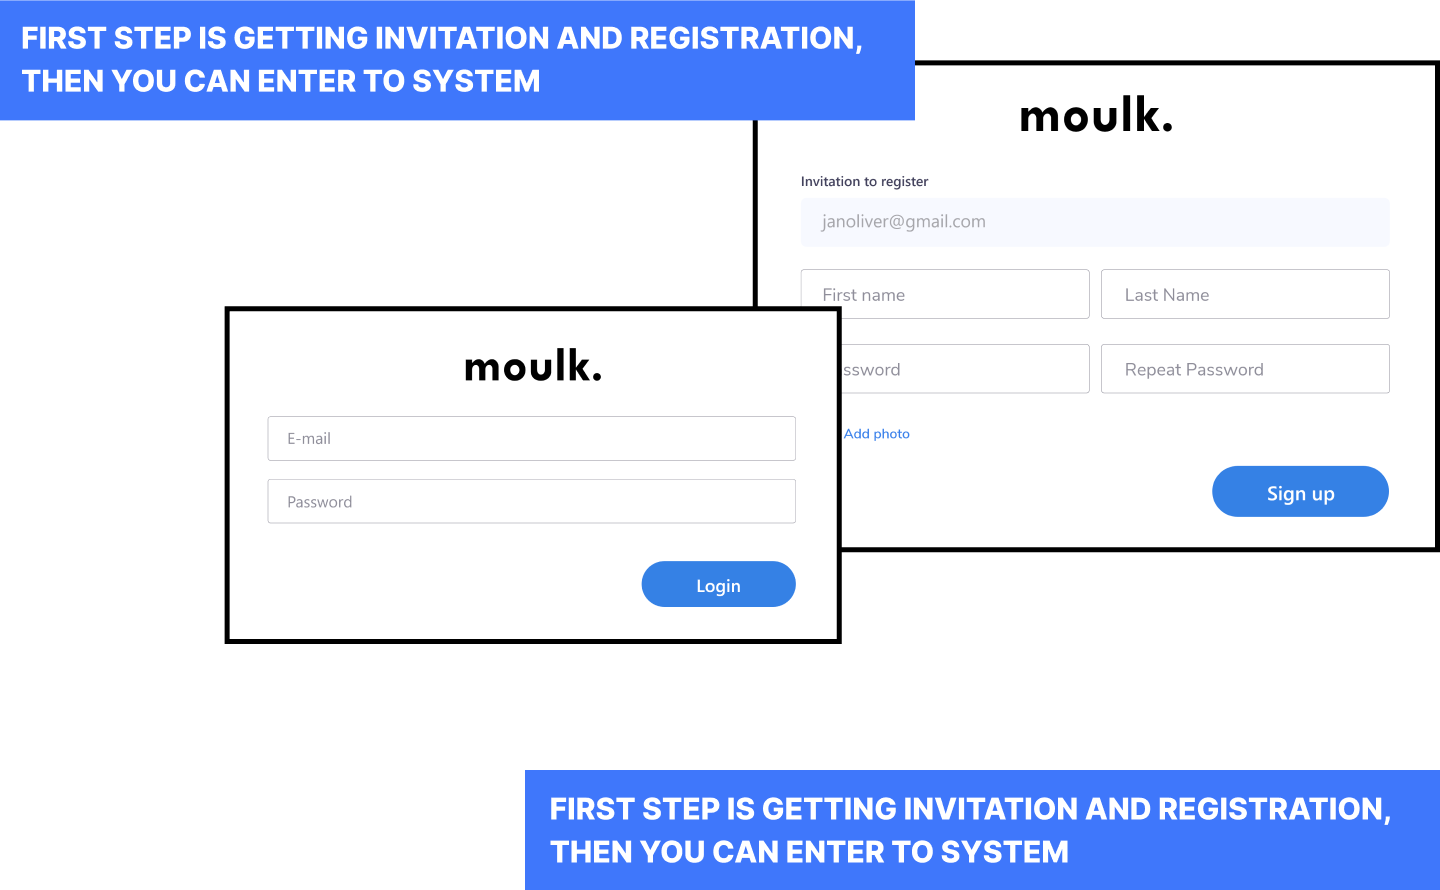 FIRST STEP IS GETTING INVITATION AND REGISTRATION,
THEN YOU CAN ENTER TO SYSTEM
moulk.
Invitation to register
janoliver@gmail.com
First name
Last Name
ssword
Repeat Password
Add photo
Sign up
moulk.
E-mail
Password
Login
FIRST STEP IS GETTING INVITATION AND REGISTRATION,
THEN YOU CAN ENTER TO SYSTEM